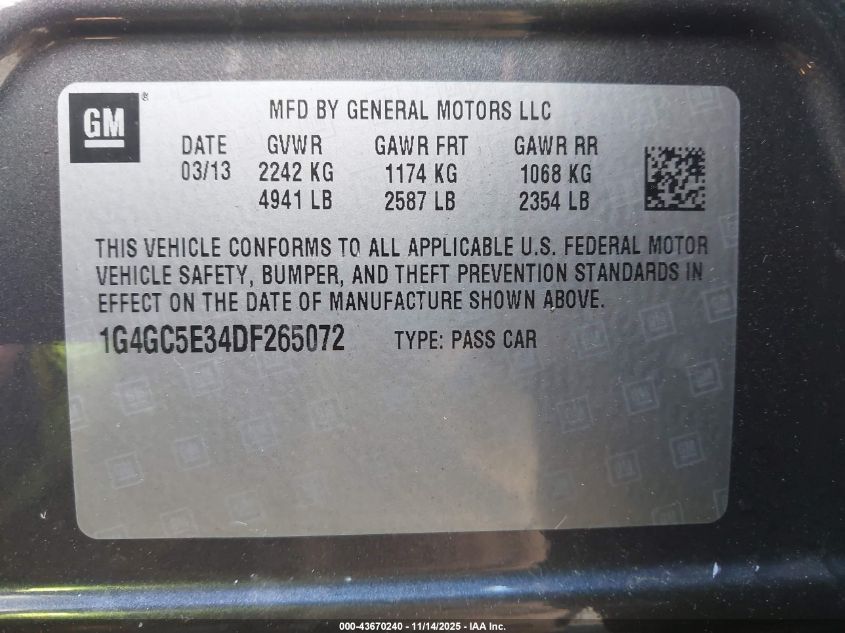 GM ®
MFD BY GENERAL MOTORS LLC
DATE GVWR GAWR FRT GAWR RR
03/13 2242 KG 1174 KG 1068 KG
4941 LB 2587 LB 2354 LB
THIS VEHICLE CONFORMS TO ALL APPLICABLE U.S. FEDERAL MOTOR
VEHICLE SAFETY, BUMPER, AND THEFT PREVENTION STANDARDS IN
EFFECT ON THE DATE OF MANUFACTURE SHOWN ABOVE.
1G4GC5E34DF265072 TYPE: PASS CAR
000-43670240 - 11/14/2025 - IAA Inc.